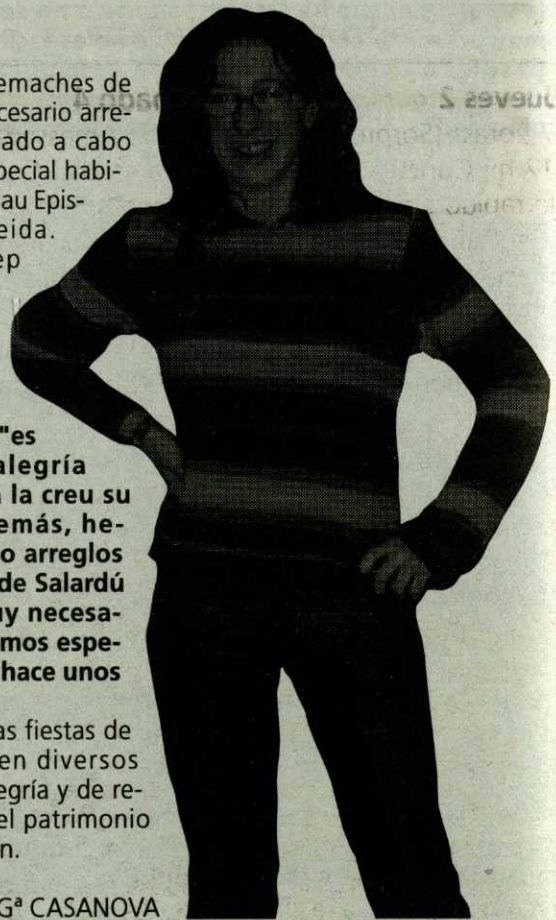 emaches de
cesario arre-
ado a cabo
pecial habi-
au Epis-
eida.
ep
"es
alegría
a la creu su
emás, he-
o arreglos
de Salardú
uy necesa-
mos espe-
hace unos
as fiestas de
en diversos
egría y de re-
el patrimonio
n.
Gª CASANOVA
Jueves 2